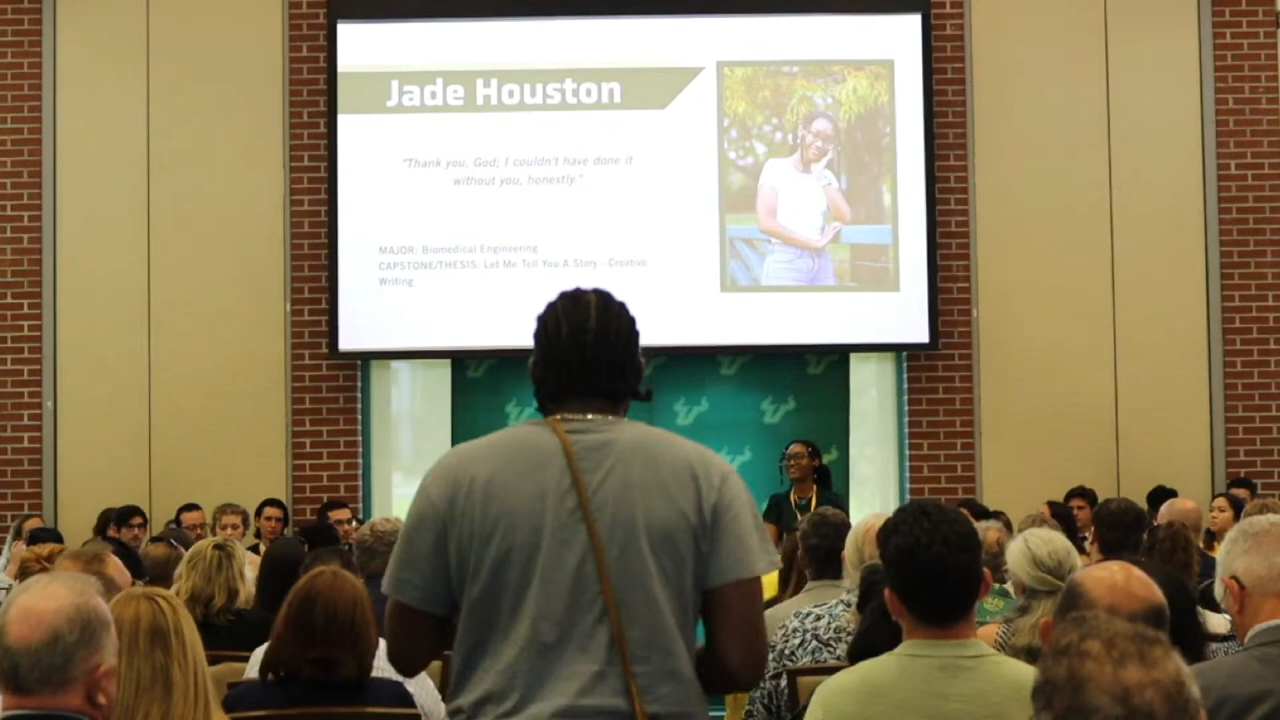 Jade Houston
"Thank you, God; I couldn't have done it
without you, honestly."
MAJOR: Biomedical Engineering
CAPSTONE/THESIS: Let Me Tell You A Story - Creative
Writing